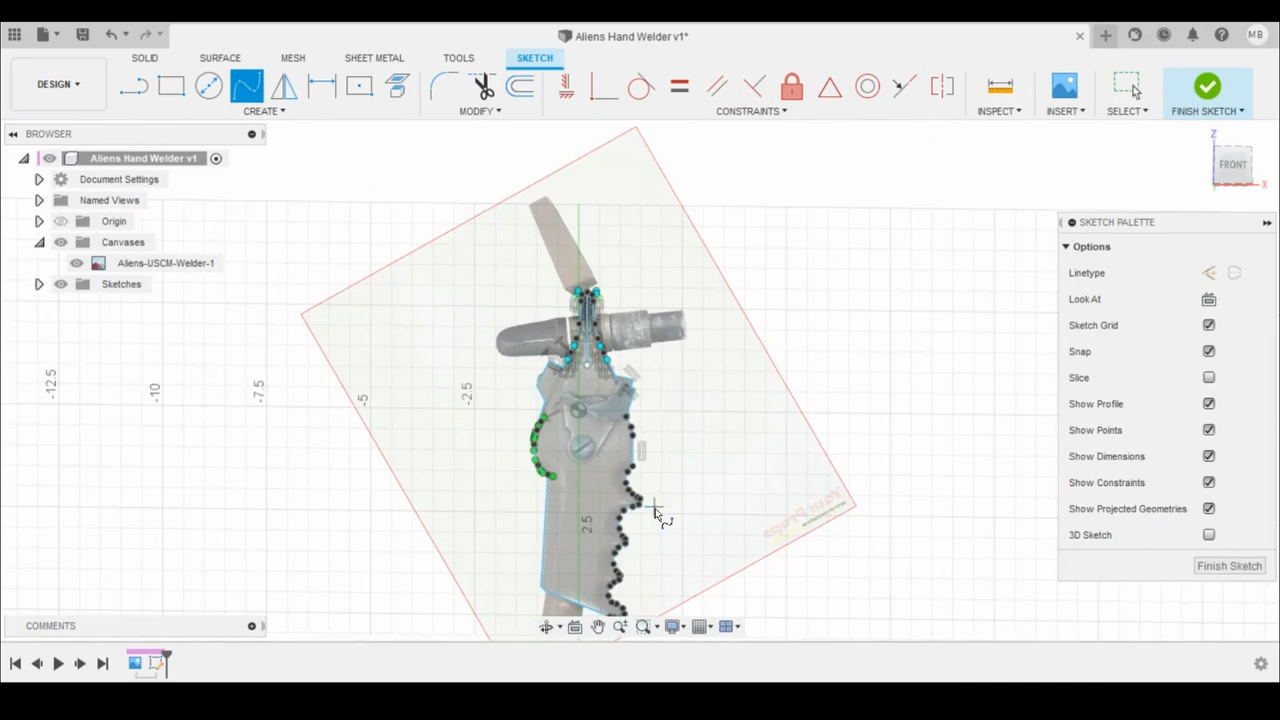 Aliens Hand Welder v1*
MB
DESIGN
SOLID
SURFACE
MESH
SHEET METAL
TOOLS
SKETCH
CREATE
MODIFY
CONSTRAINTS
INSPECT
INSERT
SELECT
FINISH SKETCH
BROWSER
Aliens Hand Welder v1
Document Settings
Named Views
Origin
Canvases
Aliens-USCM-Welder-1
Sketches
-12.5
-10
-7.5
-5
-2.5
2.5
YourProps
Z
FRONT
X
SKETCH PALETTE
Options
Linetype
Look At
Sketch Grid
Snap
Slice
Show Profile
Show Points
Show Dimensions
Show Constraints
Show Projected Geometries
3D Sketch
Finish Sketch
COMMENTS